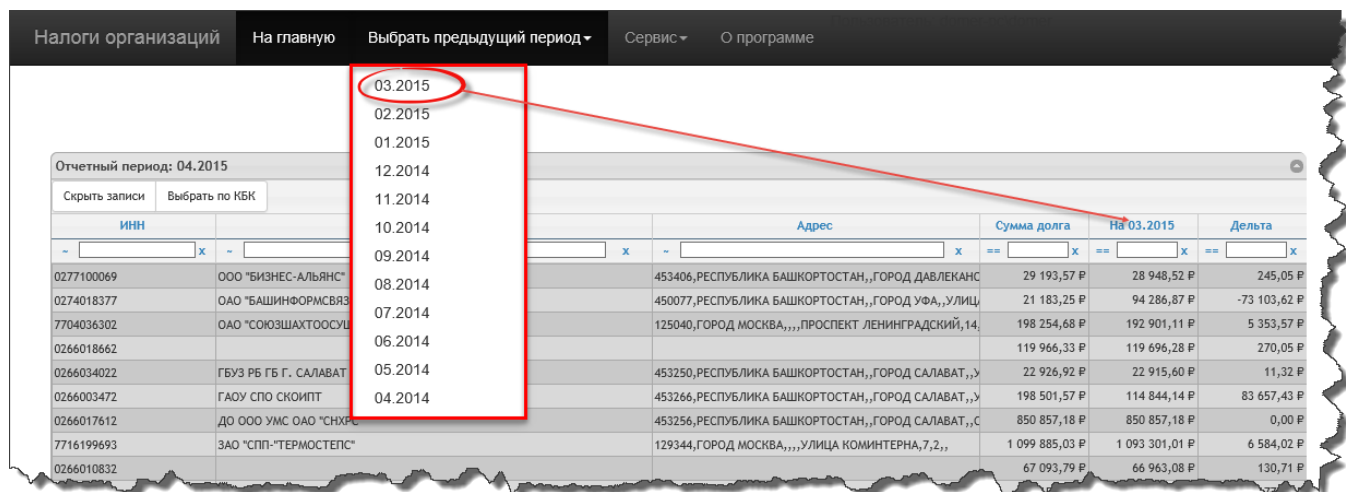 Налоги организаций На главную Выбрать предыдущий период Сервис О программе
03.2015
02.2015
01.2015
12.2014
11.2014
10.2014
09.2014
08.2014
07.2014
06.2014
05.2014
04.2014
Отчетный период: 04.2015
Скрыть записи Выбрать по КБК
ИНН Адрес Сумма долга На 03.2015 Дельта
~ x ~ x ~ x == x == x == x
0277100069 ООО "БИЗНЕС-АЛЬЯНС" 453406,РЕСПУБЛИКА БАШКОРТОСТАН,,ГОРОД ДАВЛЕКАНО 29 193,57 ₽ 28 948,52 ₽ 245,05 ₽
0274018377 ОАО "БАШИНФОРМСВЯЗ 450077,РЕСПУБЛИКА БАШКОРТОСТАН,,ГОРОД УФА,,УЛИЦ 21 183,25 ₽ 94 286,87 ₽ -73 103,62 ₽
7704036302 ОАО "СОЮЗШАХТООСУШ 125040,ГОРОД МОСКВА,,,,ПРОСПЕКТ ЛЕНИНГРАДСКИЙ,14, 198 254,68 ₽ 192 901,11 ₽ 5 353,57 ₽
0266018662 119 966,33 ₽ 119 696,28 ₽ 270,05 ₽
0266034022 ГБУЗ РБ ГБ Г. САЛАВАТ 453250,РЕСПУБЛИКА БАШКОРТОСТАН,,ГОРОД САЛАВАТ,,У 22 926,92 ₽ 22 915,60 ₽ 11,32 ₽
0266003472 ГАОУ СПО СКОИПТ 453266,РЕСПУБЛИКА БАШКОРТОСТАН,,ГОРОД САЛАВАТ,,У 198 501,57 ₽ 114 844,14 ₽ 83 657,43 ₽
0266017612 ДО ООО УМС ОАО "СНХРС" 453256,РЕСПУБЛИКА БАШКОРТОСТАН,,ГОРОД САЛАВАТ,,С 850 857,18 ₽ 850 857,18 ₽ 0,00 ₽
7716199693 ЗАО "СПП-"ТЕРМОСТЕПС" 129344,ГОРОД МОСКВА,,,,УЛИЦА КОМИНТЕРНА,7,2,, 1 099 885,03 ₽ 1 093 301,01 ₽ 6 584,02 ₽
0266010832 67 093,79 ₽ 66 963,08 ₽ 130,71 ₽